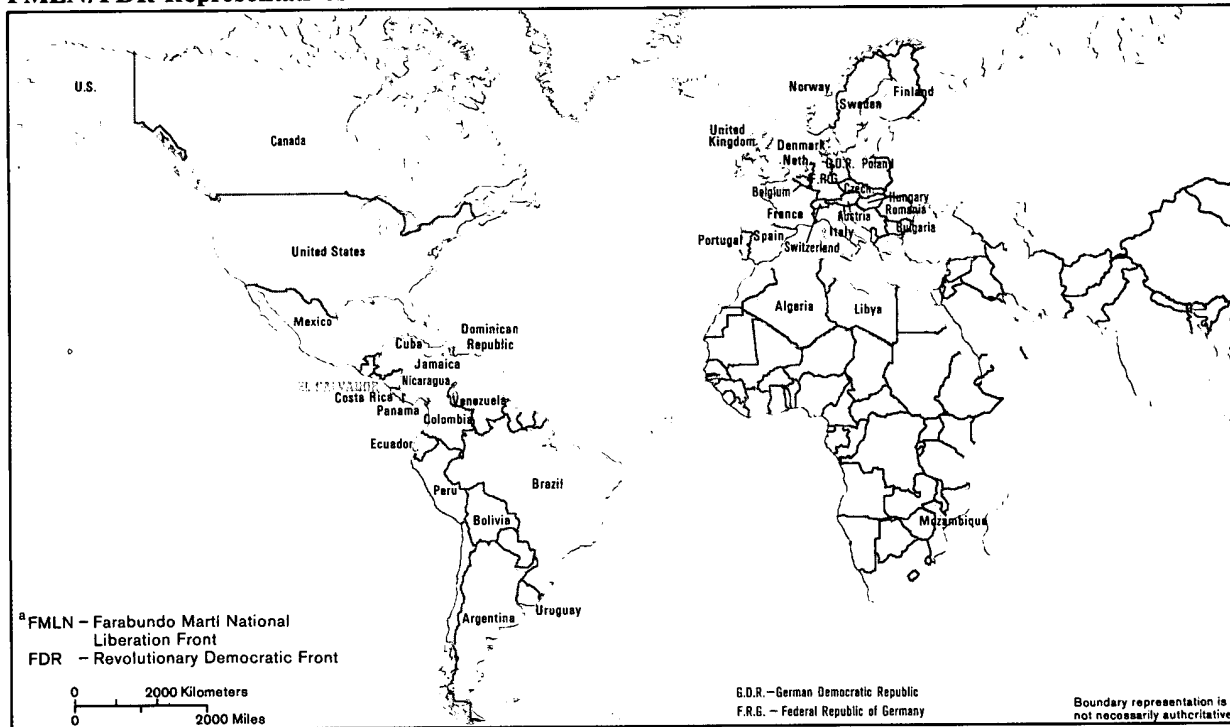 FMLN/FDR
U.S.
Canada
United States
Mexico
Cuba
Dominican
Republic
Jamaica
Nicaragua
EL SALVADOR
Costa Rica
Panama
Venezuela
Colombia
Ecuador
Peru
Brazil
Bolivia
Argentina
Uruguay
Norway
Sweden
Finland
United
Kingdom
Denmark
Neth.
G.D.R. Poland
F.R.G.
Belgium
Czech.
Hungary
France
Austria
Romania
Portugal
Spain
Switzerland
Italy
Bulgaria
Algeria
Libya
Mozambique
a FMLN – Farabundo Martí National
Liberation Front
FDR – Revolutionary Democratic Front
0 2000 Kilometers
0 2000 Miles
G.D.R.—German Democratic Republic
F.R.G. – Federal Republic of Germany
Boundary representation is
not necessarily authoritative